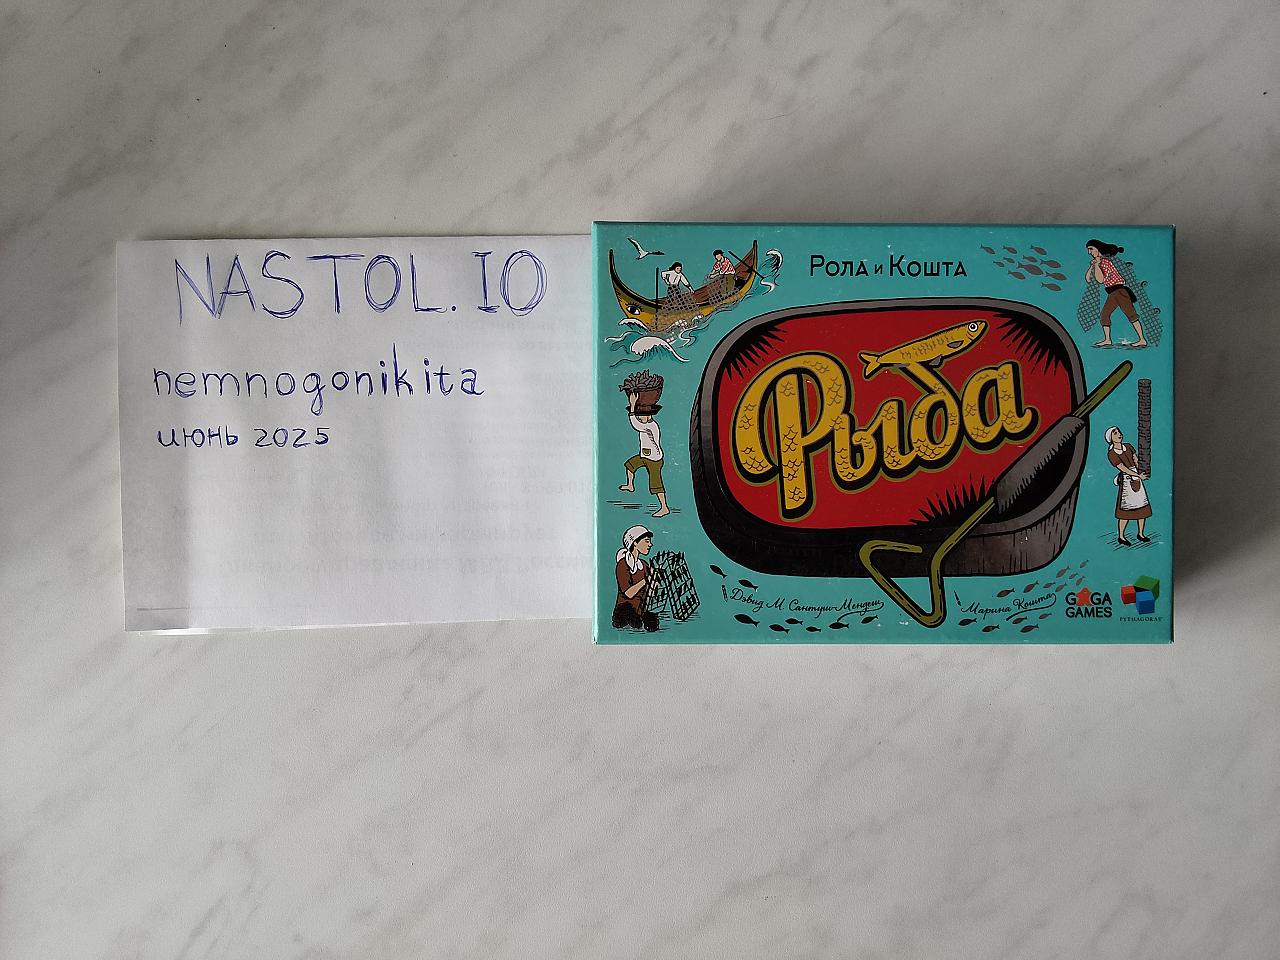 NASTOL.IO
nemnogonikita
июнь 2025
Рола и Кошта
Рыба
Дэвид М. Сантуш-Мендеш
Марина Кошта
GAGA
GAMES
PYTHAGORAS